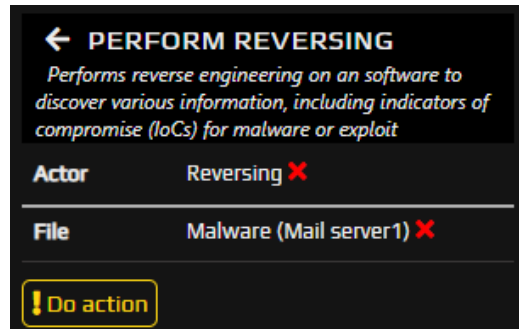 PERFORM REVERSING
Performs reverse engineering on an software to
discover various information, including indicators of
compromise (IoCs) for malware or exploit
Actor Reversing
File Malware (Mail server1)
! Do action